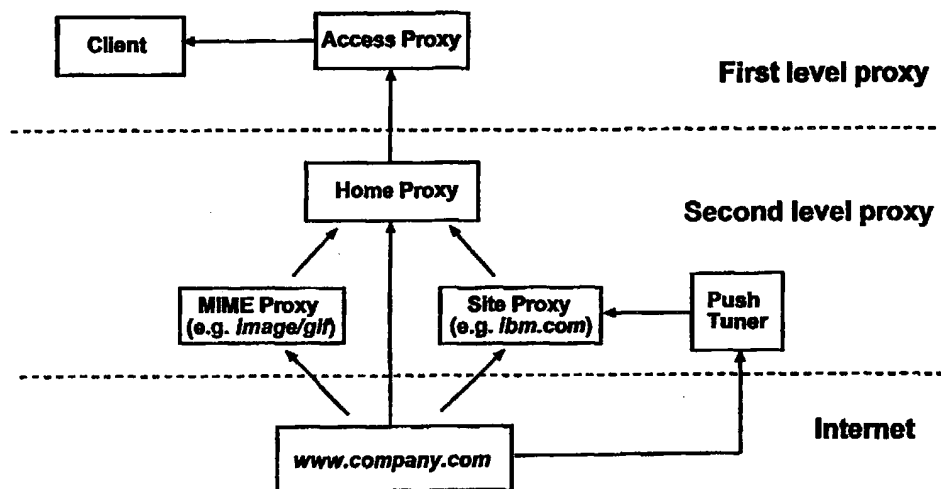 Client
Access Proxy
First level proxy
Home Proxy
Second level proxy
MIME Proxy
(e.g. image/gif)
Site Proxy
(e.g. ibm.com)
Push
Tuner
Internet
www.company.com